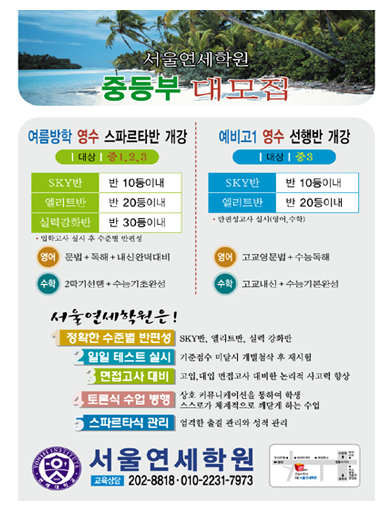 서울연세학원
중등부 대모집
여름방학 영수 스파르타반 개강
| 대상 | 중1,2,3
SKY반 반 10등이내
엘리트반 반 20등이내
실력강화반 반 30등이내
• 입학고사 실시 후 수준별 반편성
영어 문법 + 독해 + 내신완벽대비
수학 2학기선행 + 수능기초완성
예비고1 영수 선행반 개강
| 대상 | 중3
SKY반 반 10등이내
엘리트반 반 20등이내
• 반편성고사 실시(영어,수학)
영어 고교영문법 + 수능독해
수학 고교내신 + 수능기본완성
서울연세학원은!
1 정확한 수준별 반편성 SKY반, 엘리트반, 실력 강화반
2 일일 테스트 실시 기준점수 미달시 개별첨삭 후 재시험
3 면접고사 대비 고입,대입 면접고사 대비한 논리적 사고력 향상
4 토론식 수업 병행 상호 커뮤니케이션을 통하여 학생
스스로가 체계적으로 깨닫게 하는 수업
5 스파르타식 관리 엄격한 출결 관리와 성적 관리
서울연세학원
교육상담 202-8818 · 010-2231-7973